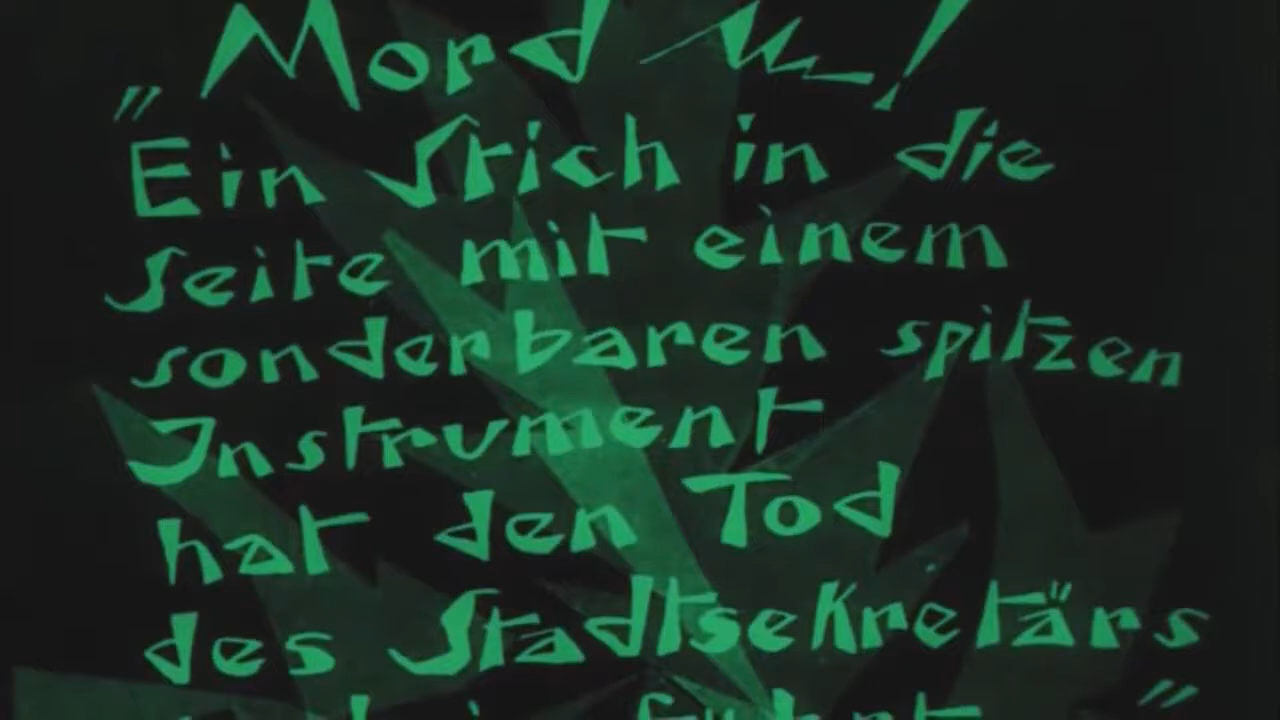 Mord !
„Ein Stich in die
Seite mit einem
sonderbaren spitzen
Instrument
hat den Tod
des Stadtsekretärs
"